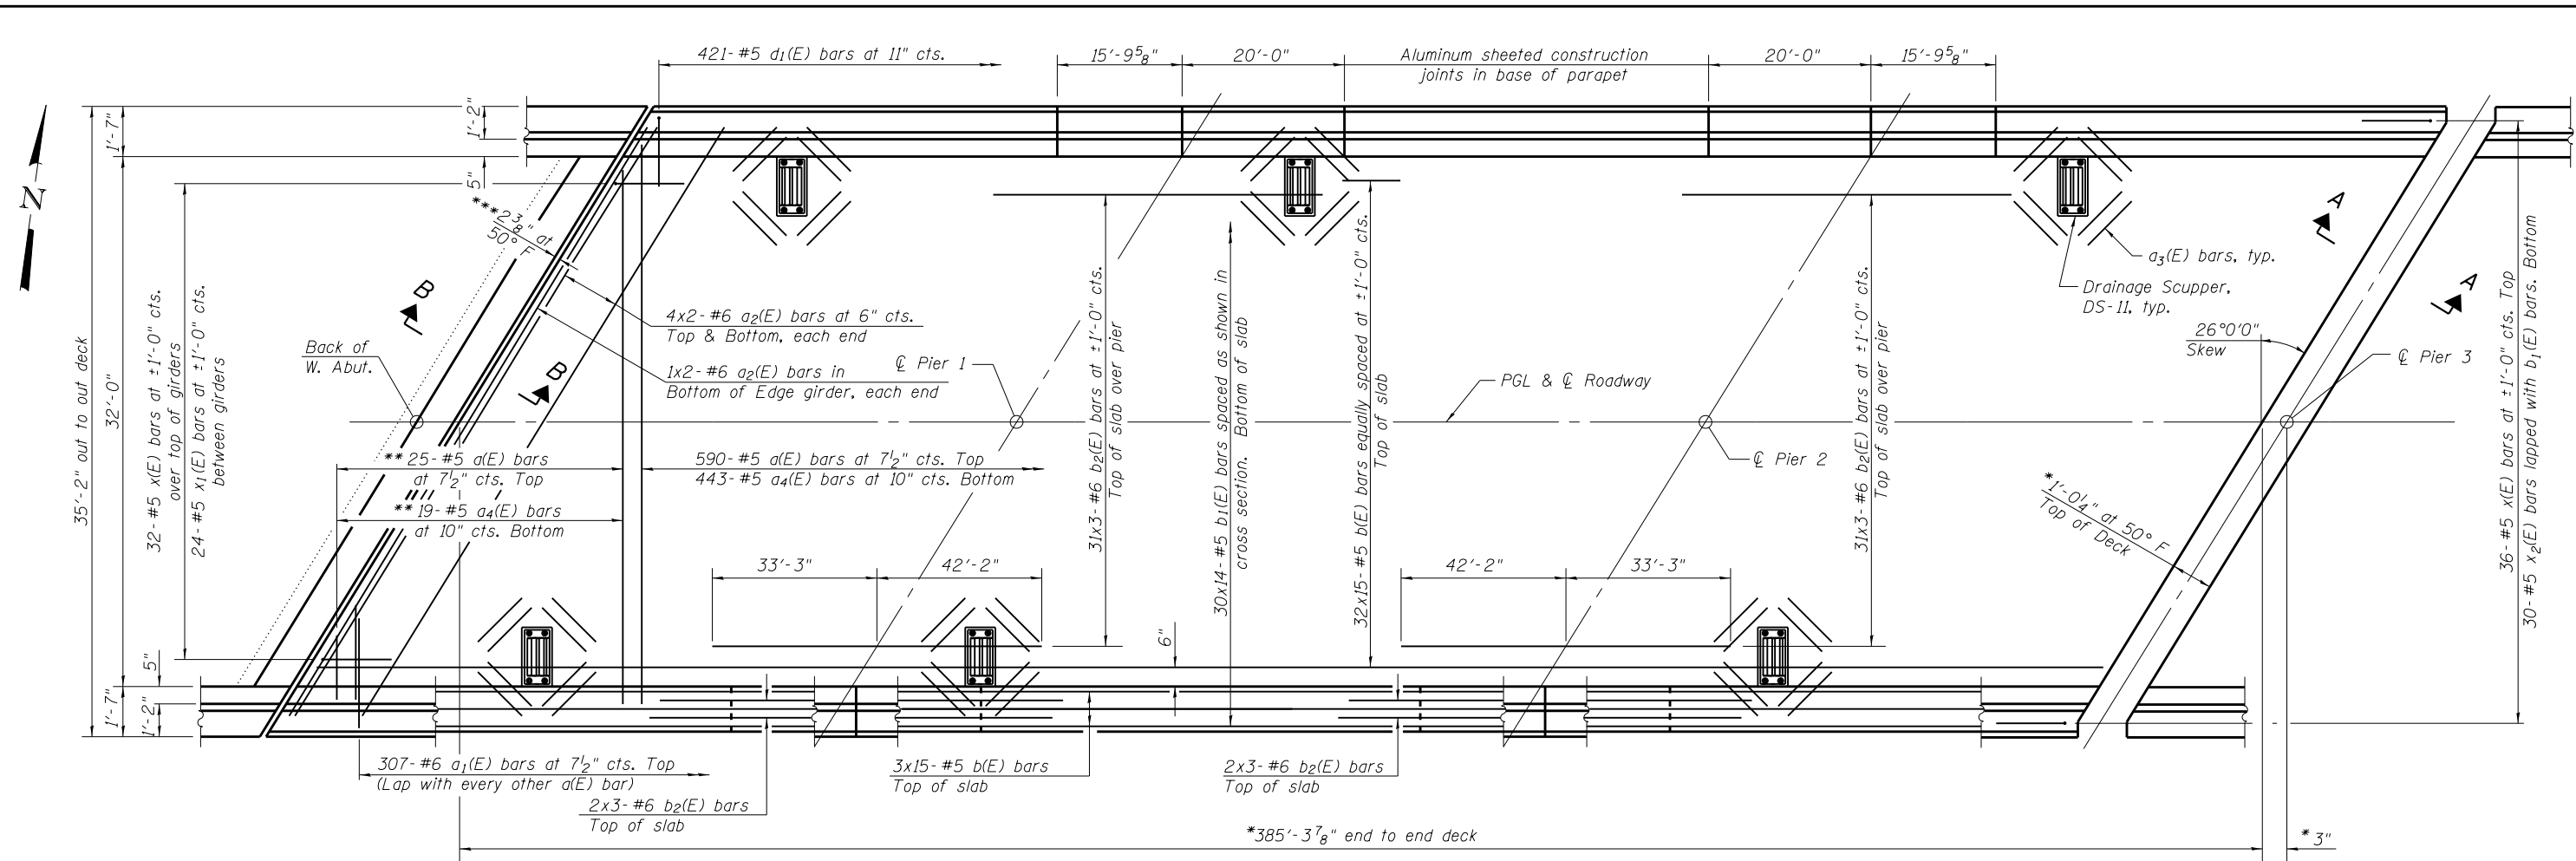 421- #5 d1(E) bars at 11" cts.
15'-9 5/8"
20'-0"
Aluminum sheeted construction
joints in base of parapet
20'-0"
15'-9 5/8"
N
35'-2" out to out deck
1'-7"
32'-0"
1'-7"
1'-2"
5"
5"
1'-2"
32- #5 x(E) bars at ±1'-0" cts.
over top of girders
24- #5 x1(E) bars at ±1'-0" cts.
between girders
***2 3/8" at
50° F
B
B
Back of
W. Abut.
4x2- #6 a2(E) bars at 6" cts.
Top & Bottom, each end
1x2- #6 a2(E) bars in
Bottom of Edge girder, each end
℄ Pier 1
**25- #5 a(E) bars
at 7 1/2" cts. Top
**19- #5 a4(E) bars
at 10" cts. Bottom
590- #5 a(E) bars at 7 1/2" cts. Top
443- #5 a4(E) bars at 10" cts. Bottom
31x3- #6 b2(E) bars at ±1'-0" cts.
Top of slab over pier
30x14- #5 b1(E) bars spaced as shown in
cross section. Bottom of slab
32x15- #5 b(E) bars equally spaced at ±1'-0" cts.
Top of slab
PGL & ℄ Roadway
℄ Pier 2
31x3- #6 b2(E) bars at ±1'-0" cts.
Top of slab over pier
a3(E) bars, typ.
Drainage Scupper,
DS-11, typ.
A
A
26°0'0"
Skew
℄ Pier 3
*1'-0 1/4" at 50° F
Top of Deck
36- #5 x(E) bars at ±1'-0" cts. Top
30- #5 x2(E) bars lapped with b1(E) bars. Bottom
33'-3"
42'-2"
42'-2"
33'-3"
6"
307- #6 a1(E) bars at 7 1/2" cts. Top
(Lap with every other a(E) bar)
2x3- #6 b2(E) bars
Top of slab
3x15- #5 b(E) bars
Top of slab
2x3- #6 b2(E) bars
Top of slab
*385'-3 7/8" end to end deck
*3"